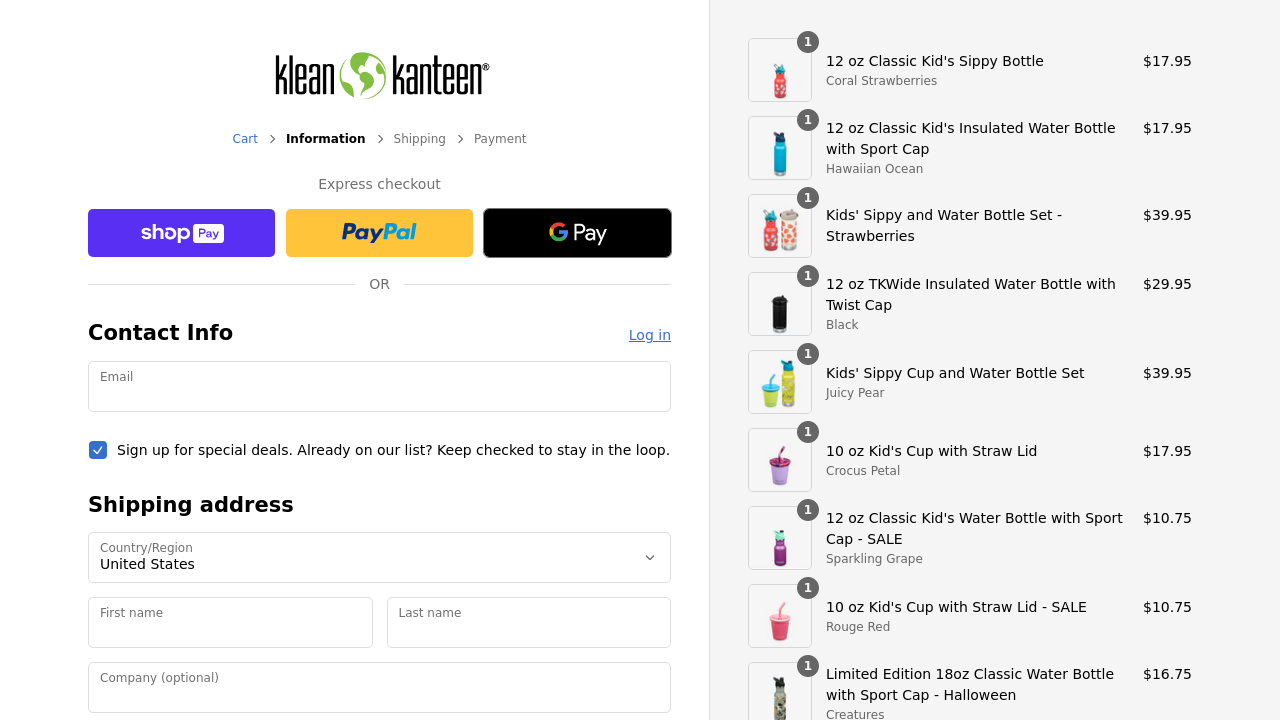 klean kanteen®
Cart
Information
Shipping
Payment
Express checkout
shop Pay
PayPal
G Pay
OR
Contact Info
Log in
Email
Sign up for special deals. Already on our list? Keep checked to stay in the loop.
Shipping address
Country/Region
United States
First name
Last name
Company (optional)
1
12 oz Classic Kid's Sippy Bottle
Coral Strawberries
$17.95
1
12 oz Classic Kid's Insulated Water Bottle
with Sport Cap
Hawaiian Ocean
$17.95
1
Kids' Sippy and Water Bottle Set -
Strawberries
$39.95
1
12 oz TKWide Insulated Water Bottle with
Twist Cap
Black
$29.95
1
Kids' Sippy Cup and Water Bottle Set
Juicy Pear
$39.95
1
10 oz Kid's Cup with Straw Lid
Crocus Petal
$17.95
1
12 oz Classic Kid's Water Bottle with Sport
Cap - SALE
Sparkling Grape
$10.75
1
10 oz Kid's Cup with Straw Lid - SALE
Rouge Red
$10.75
1
Limited Edition 18oz Classic Water Bottle
with Sport Cap - Halloween
Creatures
$16.75